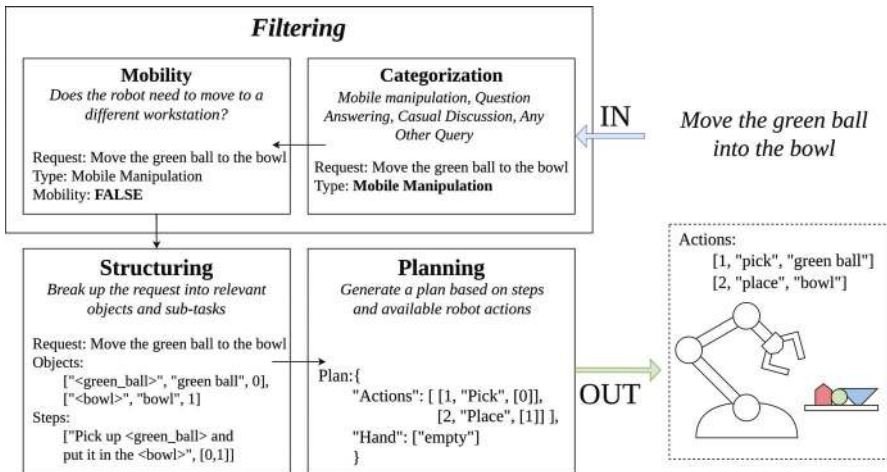 Filtering
Mobility
Does the robot need to move to a
different workstation?
Request: Move the green ball to the bowl
Type: Mobile Manipulation
Mobility: FALSE
Categorization
Mobile manipulation, Question
Answering, Casual Discussion, Any
Other Query
Request: Move the green ball to the bowl
Type: Mobile Manipulation
IN
Move the green ball
into the bowl
Structuring
Break up the request into relevant
objects and sub-tasks
Request: Move the green ball to the bowl
Objects:
["<green_ball>", "green ball", 0],
["<bowl>", "bowl", 1]
Steps:
["Pick up <green_ball> and
put it in the <bowl>", [0,1]]
Planning
Generate a plan based on steps
and available robot actions
Plan:{
"Actions": [ [1, "Pick", [0]],
[2, "Place", [1]] ],
"Hand": ["empty"]
}
OUT
Actions:
[1, "pick", "green ball"]
[2, "place", "bowl"]